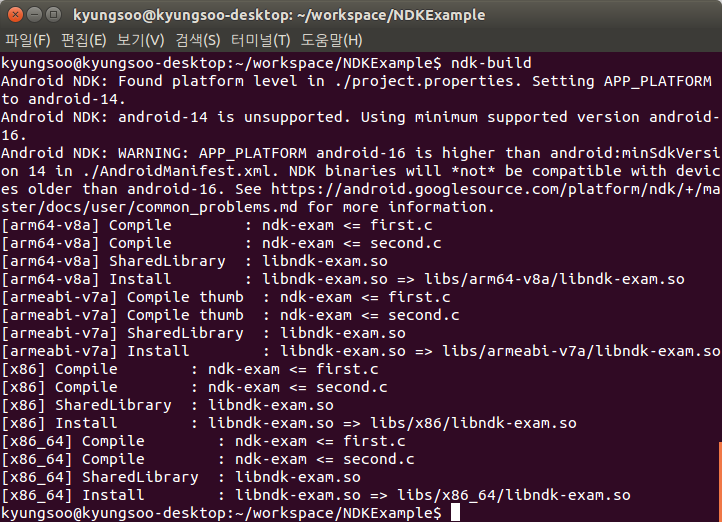 kyungsoo@kyungsoo-desktop: ~/workspace/NDKExample
파일(F) 편집(E) 보기(V) 검색(S) 터미널(T) 도움말(H)
kyungsoo@kyungsoo-desktop:~/workspace/NDKExample$ ndk-build
Android NDK: Found platform level in ./project.properties. Setting APP_PLATFORM
to android-14.
Android NDK: android-14 is unsupported. Using minimum supported version android-
16.
Android NDK: WARNING: APP_PLATFORM android-16 is higher than android:minSdkVersi
on 14 in ./AndroidManifest.xml. NDK binaries will *not* be compatible with devic
es older than android-16. See https://android.googlesource.com/platform/ndk/+/ma
ster/docs/user/common_problems.md for more information.
[arm64-v8a] Compile        : ndk-exam <= first.c
[arm64-v8a] Compile        : ndk-exam <= second.c
[arm64-v8a] SharedLibrary  : libndk-exam.so
[arm64-v8a] Install        : libndk-exam.so => libs/arm64-v8a/libndk-exam.so
[armeabi-v7a] Compile thumb  : ndk-exam <= first.c
[armeabi-v7a] Compile thumb  : ndk-exam <= second.c
[armeabi-v7a] SharedLibrary  : libndk-exam.so
[armeabi-v7a] Install        : libndk-exam.so => libs/armeabi-v7a/libndk-exam.so
[x86] Compile        : ndk-exam <= first.c
[x86] Compile        : ndk-exam <= second.c
[x86] SharedLibrary  : libndk-exam.so
[x86] Install        : libndk-exam.so => libs/x86/libndk-exam.so
[x86_64] Compile        : ndk-exam <= first.c
[x86_64] Compile        : ndk-exam <= second.c
[x86_64] SharedLibrary  : libndk-exam.so
[x86_64] Install        : libndk-exam.so => libs/x86_64/libndk-exam.so
kyungsoo@kyungsoo-desktop:~/workspace/NDKExample$